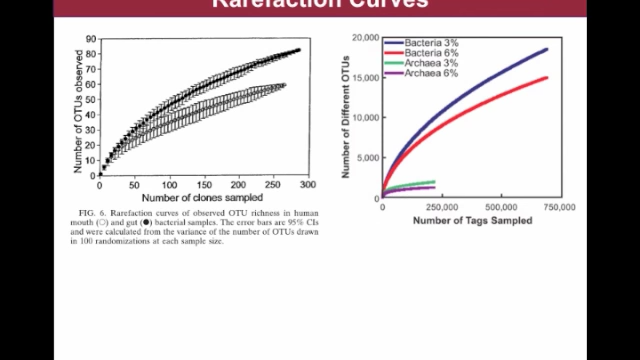 Rarefaction Curves
90
80
70
60
50
40
30
20
10
0
Number of OTUs observed
0 50 100 150 200 250 300
Number of clones sampled
FIG. 6. Rarefaction curves of observed OTU richness in human
mouth (○) and gut (●) bacterial samples. The error bars are 95% CIs
and were calculated from the variance of the number of OTUs drawn
in 100 randomizations at each sample size.
20,000
15,000
10,000
5,000
0
Number of Different OTUs
Bacteria 3%
Bacteria 6%
Archaea 3%
Archaea 6%
0 250,000 500,000 750,000
Number of Tags Sampled